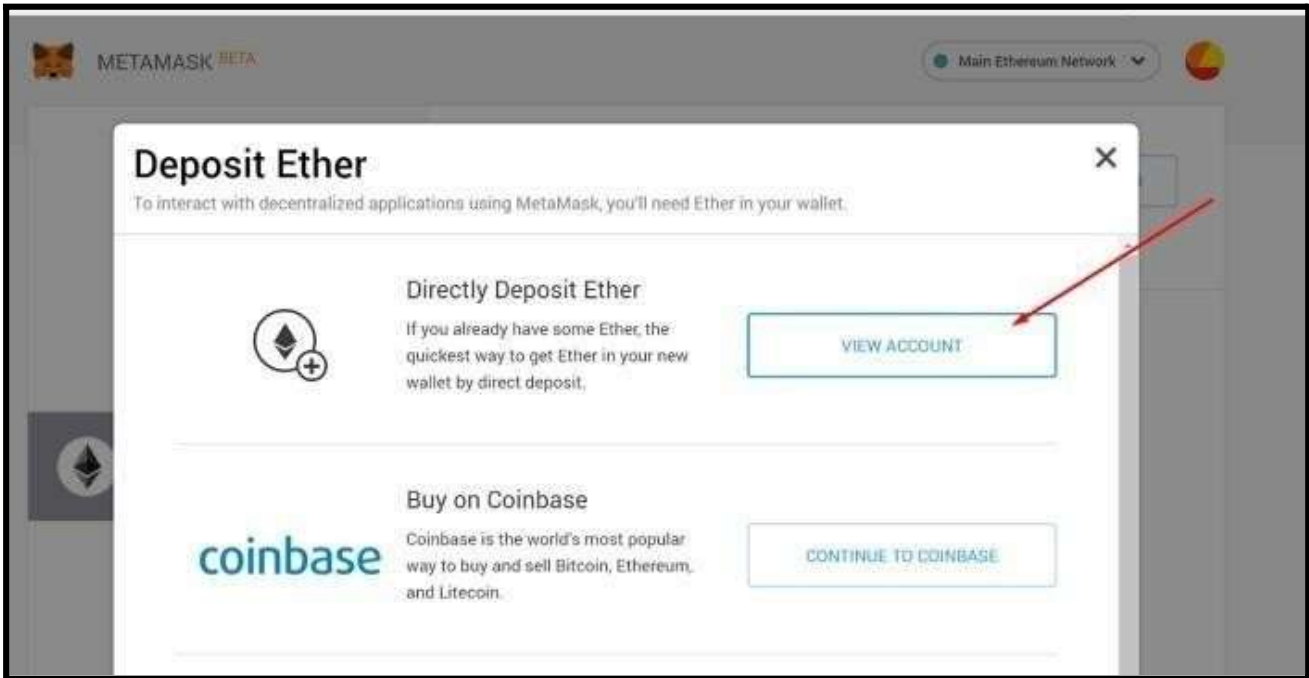 METAMASK BETA
Main Ethereum Network
Deposit Ether
To interact with decentralized applications using MetaMask, you'll need Ether in your wallet.
Directly Deposit Ether
If you already have some Ether, the
quickest way to get Ether in your new
wallet by direct deposit.
VIEW ACCOUNT
Buy on Coinbase
coinbase
Coinbase is the world's most popular
way to buy and sell Bitcoin, Ethereum,
and Litecoin.
CONTINUE TO COINBASE